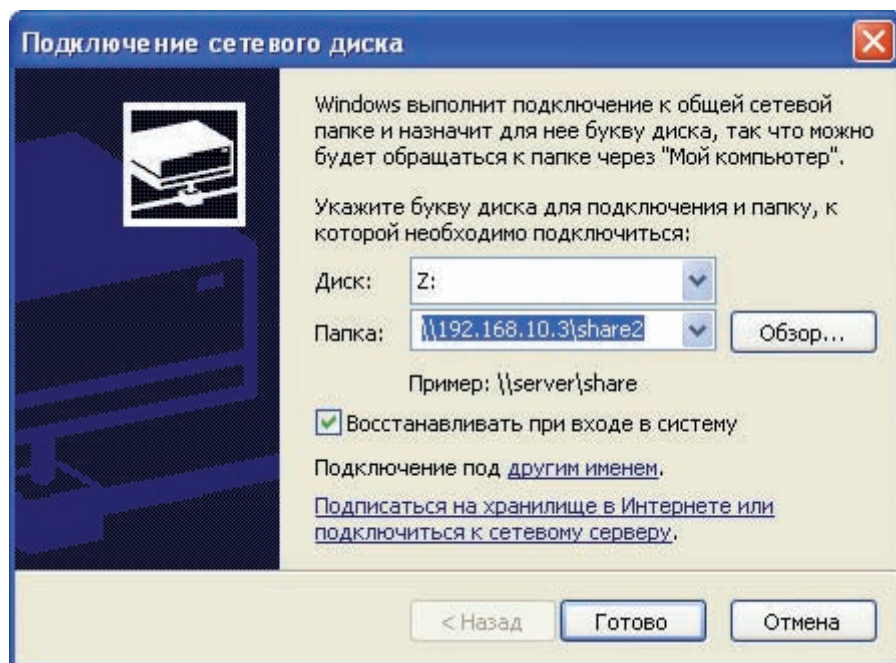 Подключение сетевого диска
Windows выполнит подключение к общей сетевой
папке и назначит для нее букву диска, так что можно
будет обращаться к папке через "Мой компьютер".
Укажите букву диска для подключения и папку, к
которой необходимо подключиться:
Диск: Z:
Папка: \\192.168.10.3\share2 Обзор...
Пример: \\server\share
Восстанавливать при входе в систему
Подключение под другим именем.
Подписаться на хранилище в Интернете или
подключиться к сетевому серверу.
< Назад Готово Отмена